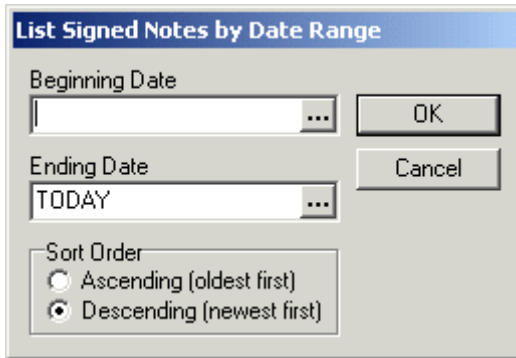 List Signed Notes by Date Range
Beginning Date
...
OK
Ending Date
Cancel
TODAY
...
Sort Order
Ascending (oldest first)
Descending (newest first)